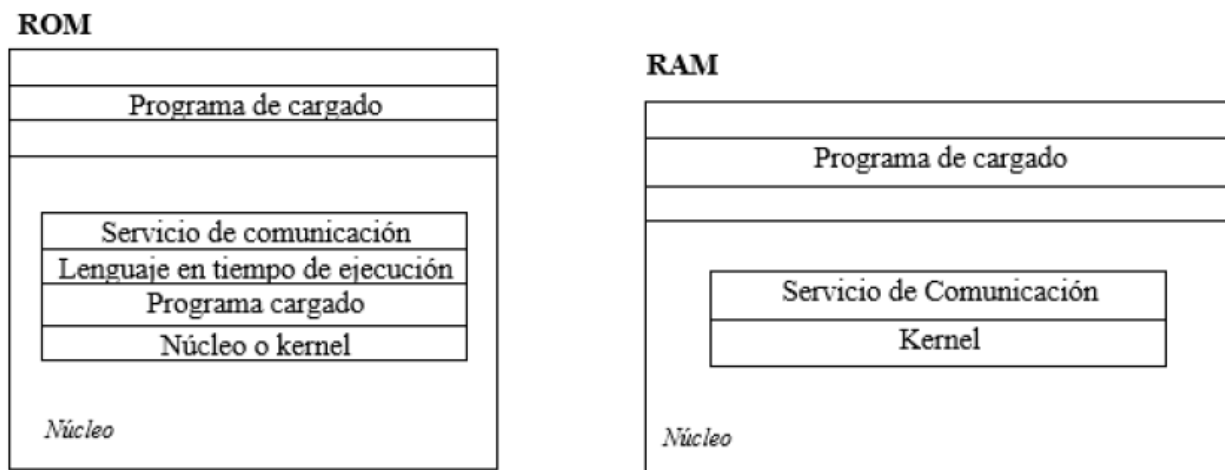 ROM
Programa de cargado
Servicio de comunicación
Lenguaje en tiempo de ejecución
Programa cargado
Núcleo o kernel
Núcleo
RAM
Programa de cargado
Servicio de Comunicación
Kernel
Núcleo